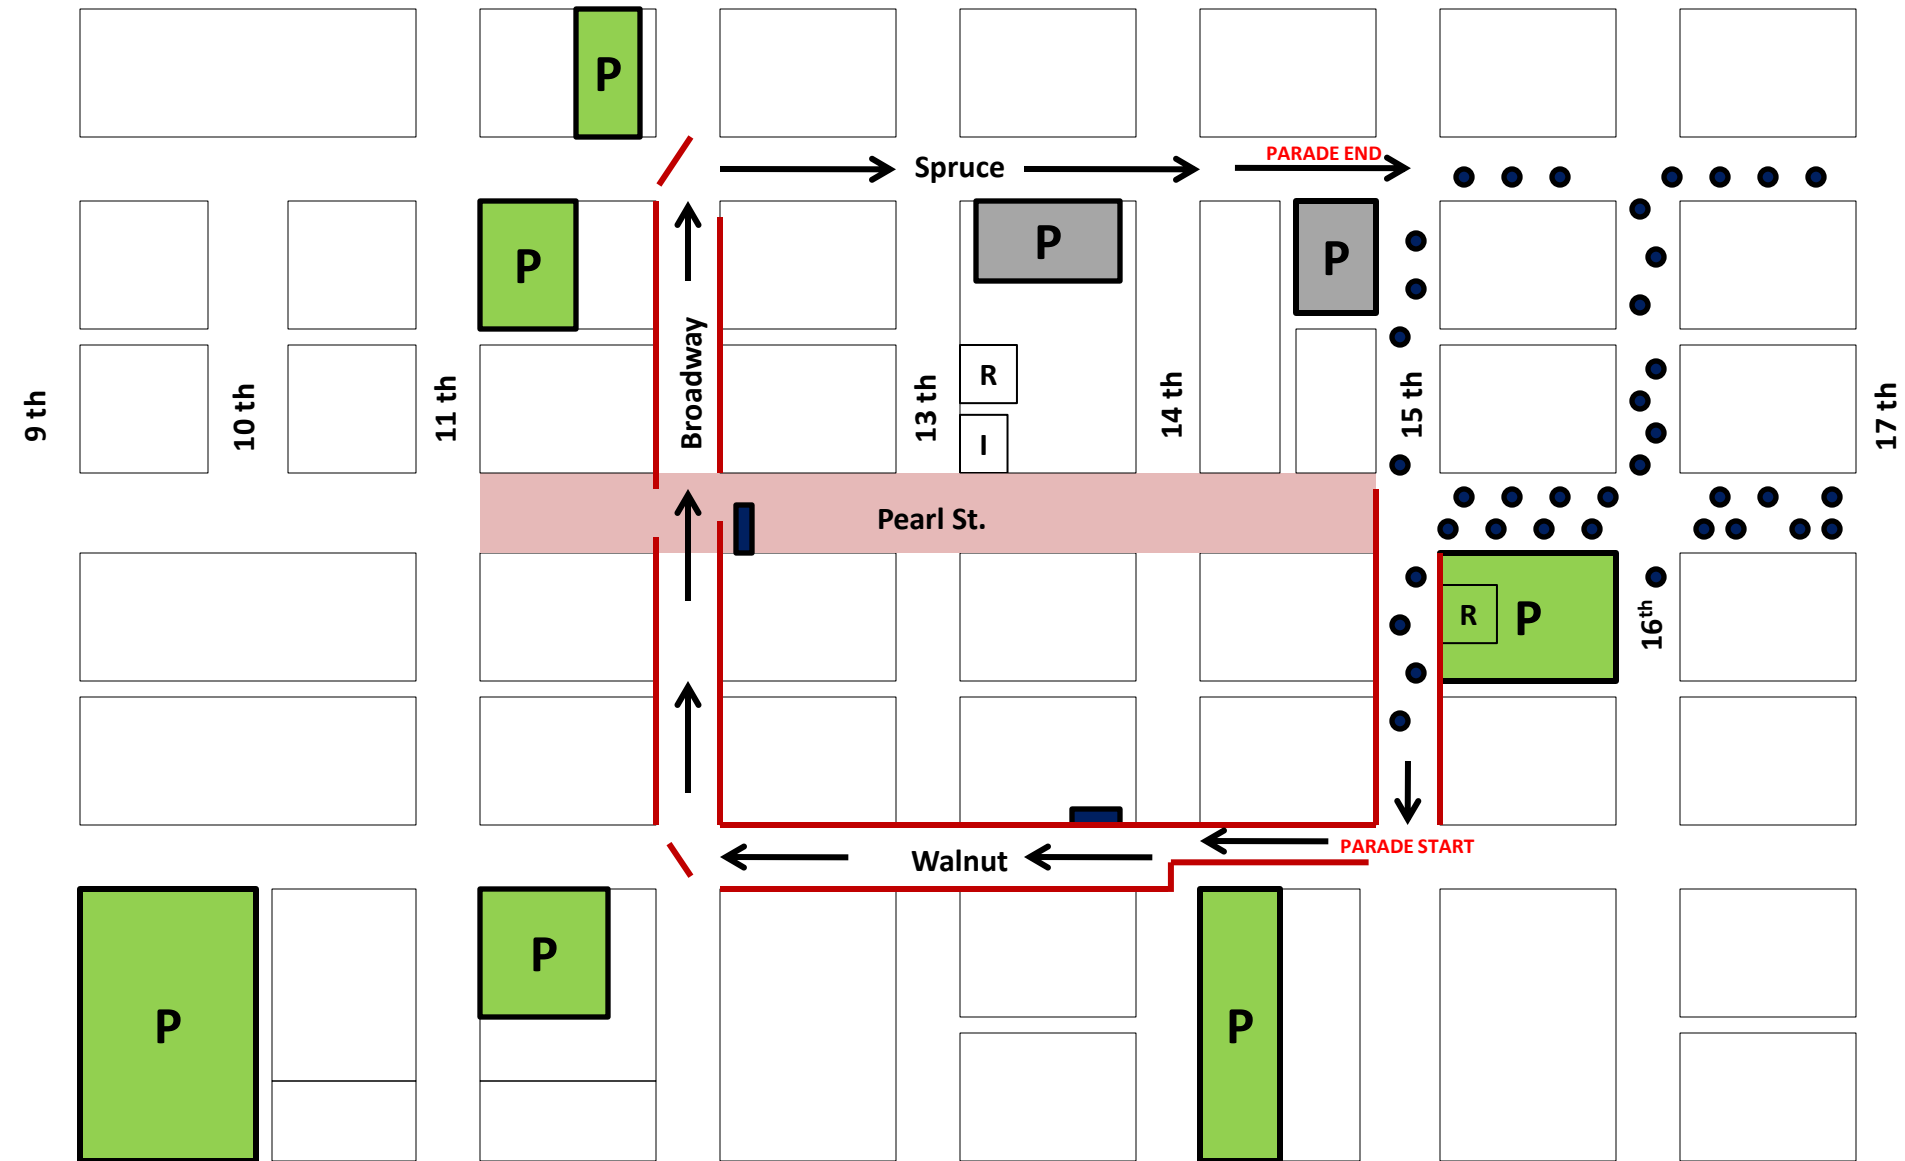 P
Spruce
PARADE END
P
P
P
Broadway
R
I
9 th
10 th
11 th
13 th
14 th
15 th
17 th
Pearl St.
R
P
16th
PARADE START
Walnut
P
P
P